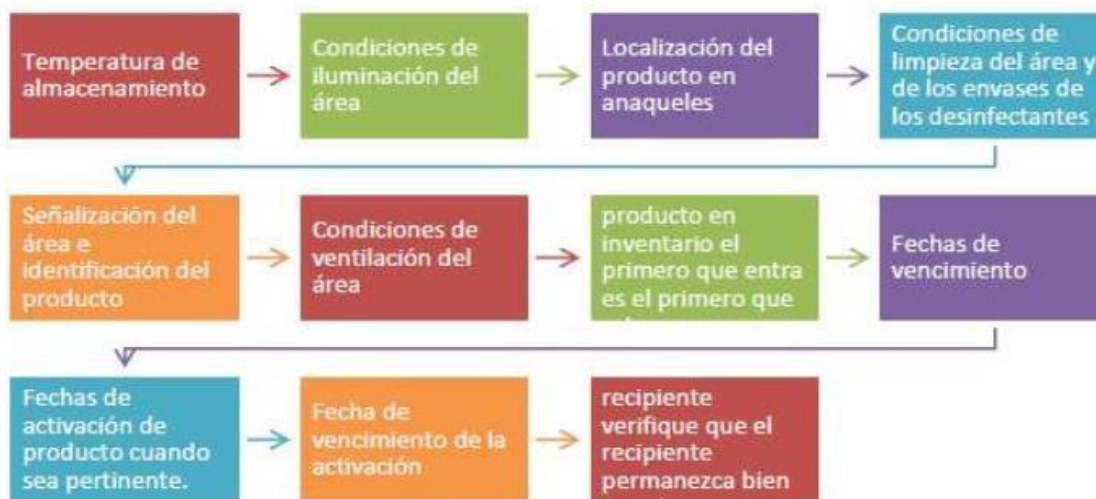 Temperatura de
almacenamiento
Condiciones de
iluminación del
área
Localización del
producto en
anaqueles
Condiciones de
limpieza del área y
de los envases de
los desinfectantes
Señalización del
área e
identificación del
producto
Condiciones de
ventilación del
área
producto en
inventario el
primero que entra
es el primero que
Fechas de
vencimiento
Fechas de
activación de
producto cuando
sea pertinente.
Fecha de
vencimiento de la
activación
recipiente
verifique que el
recipiente
permanezca bien